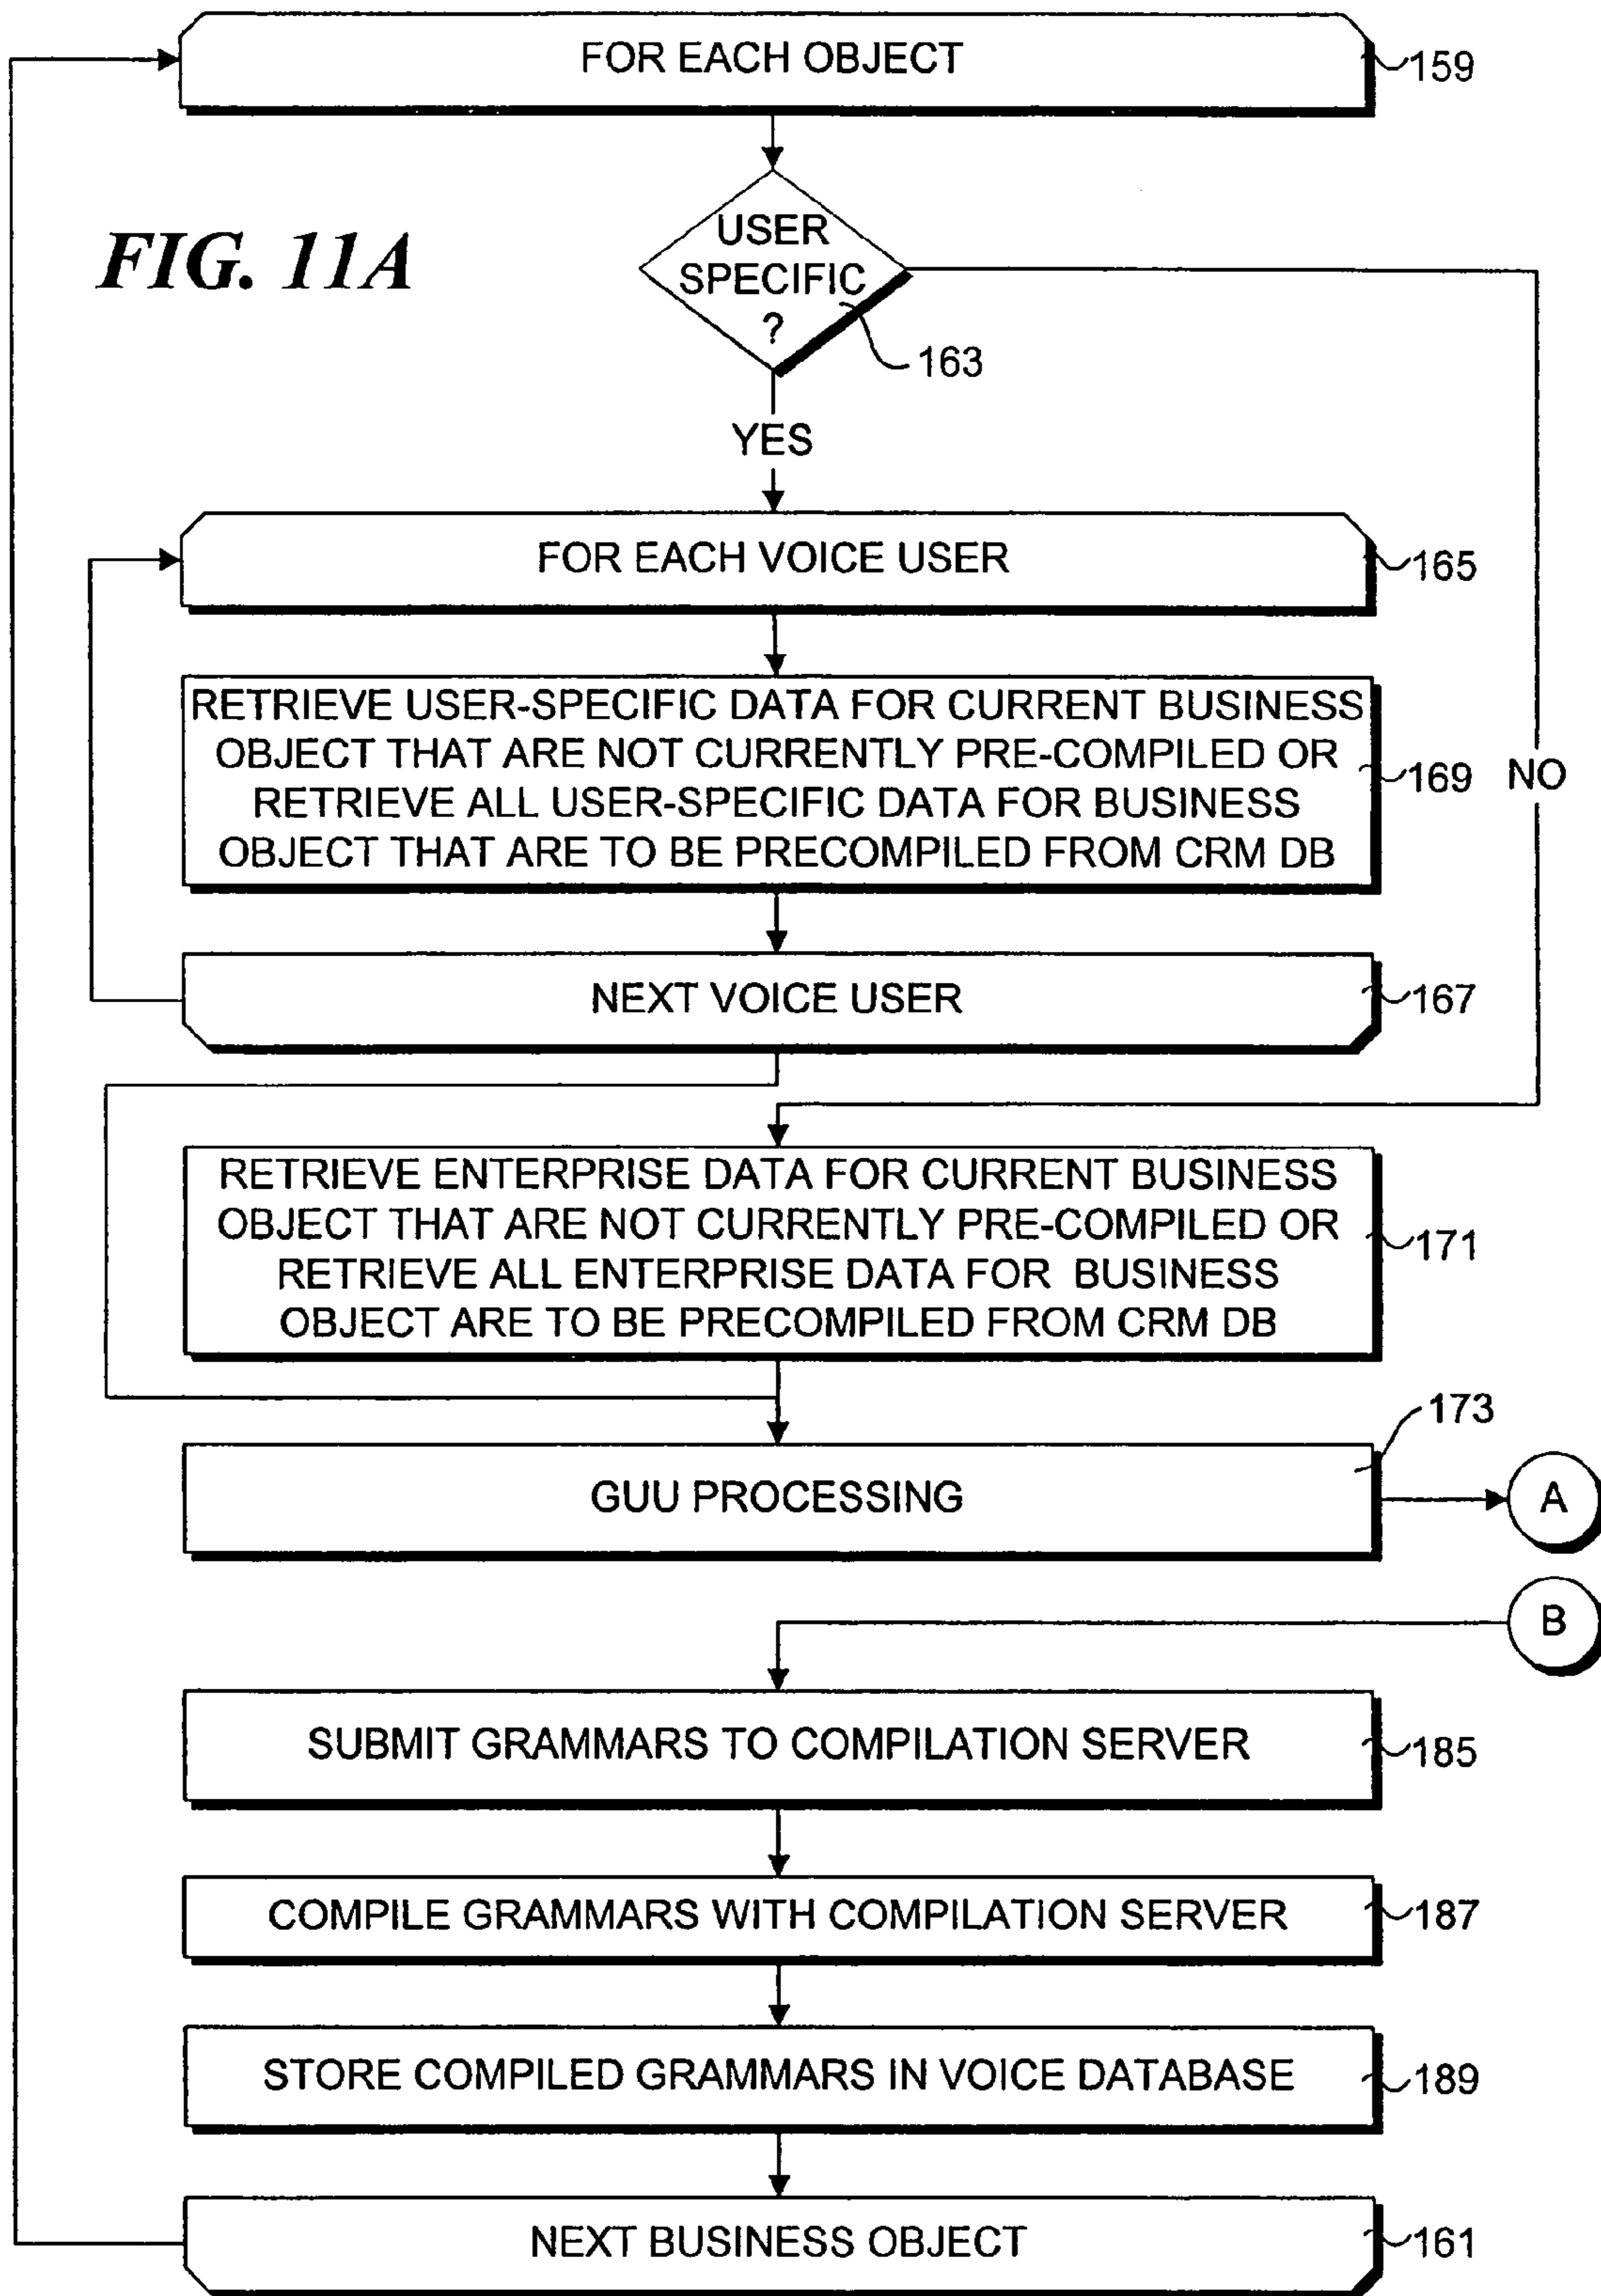 FOR EACH OBJECT
159
FIG. 11A
USER
SPECIFIC
?
163
YES
FOR EACH VOICE USER
165
RETRIEVE USER-SPECIFIC DATA FOR CURRENT BUSINESS
OBJECT THAT ARE NOT CURRENTLY PRE-COMPILED OR
RETRIEVE ALL USER-SPECIFIC DATA FOR BUSINESS
OBJECT THAT ARE TO BE PRECOMPILED FROM CRM DB
169
NO
NEXT VOICE USER
167
RETRIEVE ENTERPRISE DATA FOR CURRENT BUSINESS
OBJECT THAT ARE NOT CURRENTLY PRE-COMPILED OR
RETRIEVE ALL ENTERPRISE DATA FOR BUSINESS
OBJECT ARE TO BE PRECOMPILED FROM CRM DB
171
173
GUU PROCESSING
A
B
SUBMIT GRAMMARS TO COMPILATION SERVER
185
COMPILE GRAMMARS WITH COMPILATION SERVER
187
STORE COMPILED GRAMMARS IN VOICE DATABASE
189
NEXT BUSINESS OBJECT
161